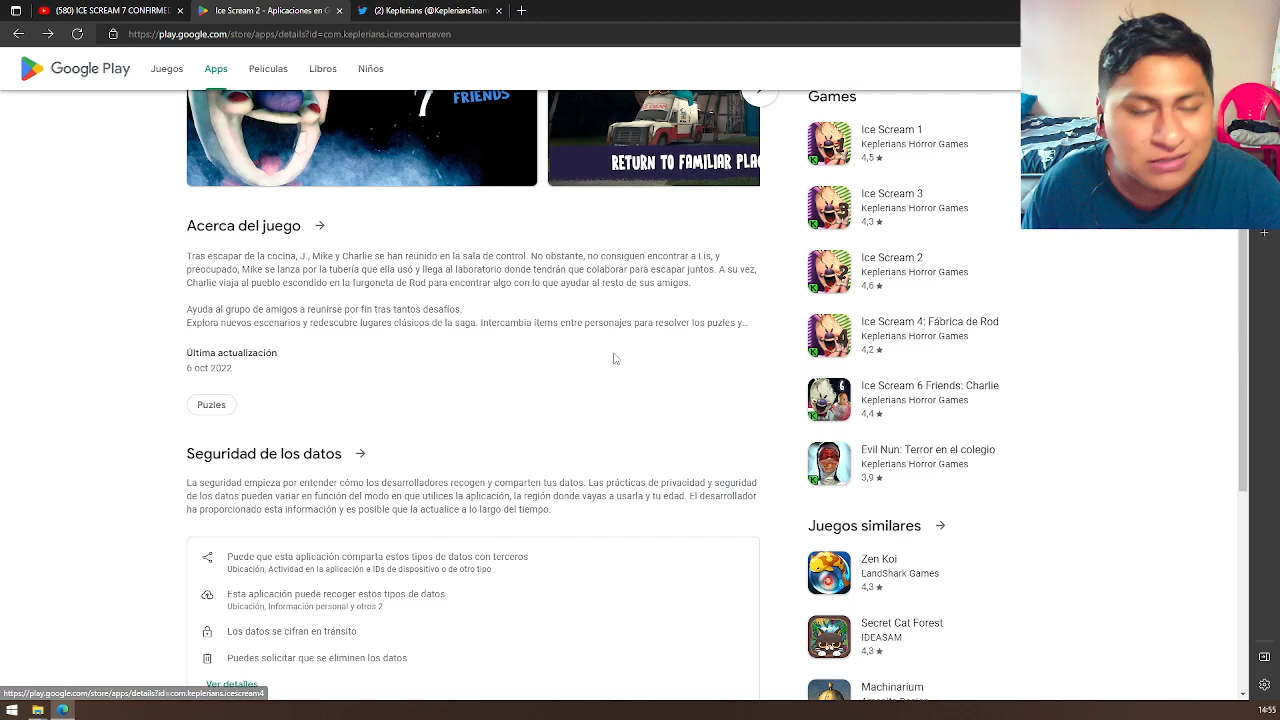 (580) ICE SCREAM 7 CONFIRMED
Ice Scream 2 - Aplicaciones en G
(2) Keplerians (@KepleriansTeam
https://play.google.com/store/apps/details?id=com.keplerians.icescreamseven
Google Play
Juegos
Apps
Películas
Libros
Niños
7
FRIENDS
ICE CREAM
RETURN TO FAMILIAR PLA
Acerca del juego
Tras escapar de la cocina, J., Mike y Charlie se han reunido en la sala de control. No obstante, no consiguen encontrar a Lis, y
preocupado, Mike se lanza por la tubería que ella usó y llega al laboratorio donde tendrán que colaborar para escapar juntos. A su vez,
Charlie viaja al pueblo escondido en la furgoneta de Rod para encontrar algo con lo que ayudar al resto de sus amigos.
Ayuda al grupo de amigos a reunirse por fin tras tantos desafíos.
Explora nuevos escenarios y redescubre lugares clásicos de la saga. Intercambia ítems entre personajes para resolver los puzles y…
Última actualización
6 oct 2022
Puzles
Seguridad de los datos
La seguridad empieza por entender cómo los desarrolladores recogen y comparten tus datos. Las prácticas de privacidad y seguridad
de los datos pueden variar en función del modo en que utilices la aplicación, la región donde vayas a usarla y tu edad. El desarrollador
ha proporcionado esta información y es posible que la actualice a lo largo del tiempo.
Puede que esta aplicación comparta estos tipos de datos con terceros
Ubicación, Actividad en la aplicación e IDs de dispositivo o de otro tipo
Esta aplicación puede recoger estos tipos de datos
Ubicación, Información personal y otros 2
Los datos se cifran en tránsito
Puedes solicitar que se eliminen los datos
Ver detalles
Games
Ice Scream 1
Keplerians Horror Games
4,5
Ice Scream 3
Keplerians Horror Games
4,3
Ice Scream 2
Keplerians Horror Games
4,6
Ice Scream 4: Fábrica de Rod
Keplerians Horror Games
4,2
Ice Scream 6 Friends: Charlie
Keplerians Horror Games
4,4
Evil Nun: Terror en el colegio
Keplerians Horror Games
3,9
Juegos similares
Zen Koi
LandShark Games
4,3
Secret Cat Forest
IDEASAM
4,3
Machinarium
https://play.google.com/store/apps/details?id=com.keplerians.icescream4
14:55